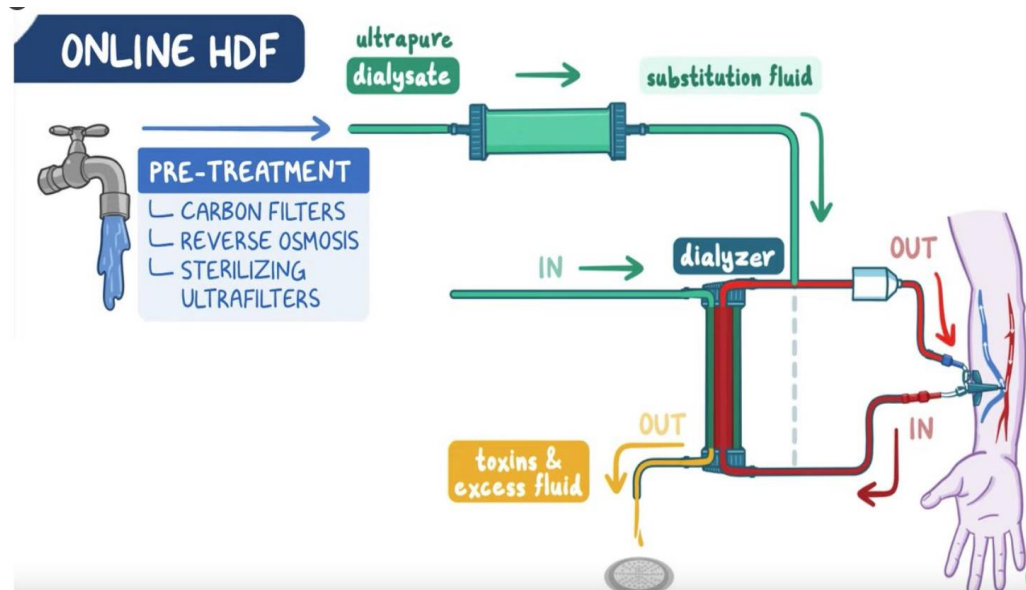 ONLINE HDF
ultrapure
dialysate
substitution fluid
PRE-TREATMENT
CARBON FILTERS
REVERSE OSMOSIS
STERILIZING
ULTRAFILTERS
dialyzer
IN
OUT
OUT
IN
toxins &
excess fluid